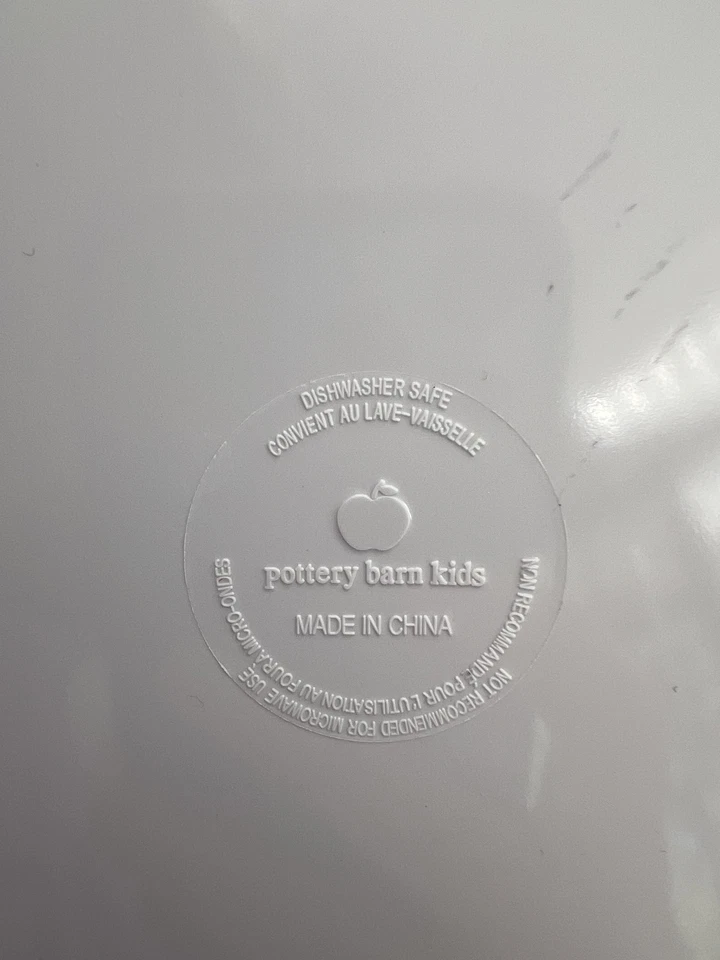 DISHWASHER SAFE
CONVIENT AU LAVE-VAISSELLE
pottery barn kids
MADE IN CHINA
NON RECOMMANDÉ POUR L'UTILISATION AU FOUR À MICRO-ONDES
NOT RECOMMENDED FOR MICROWAVE USE